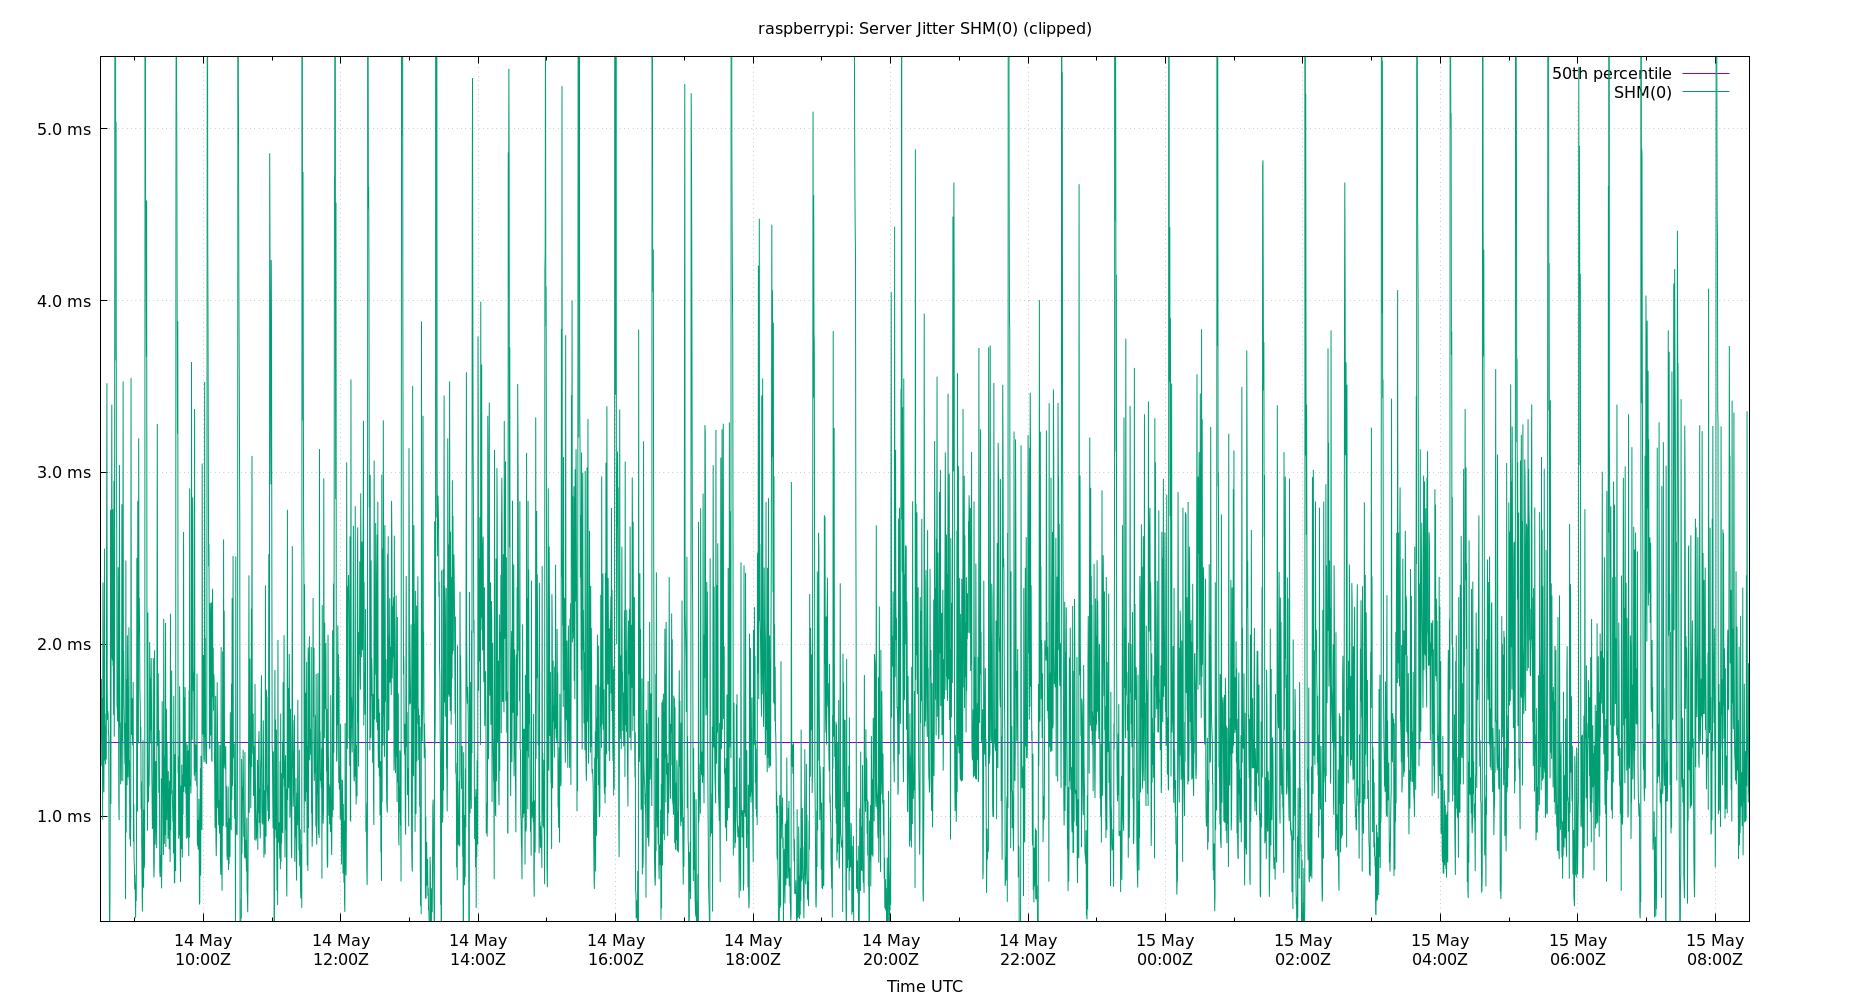 raspberrypi: Server Jitter SHM(0) (clipped)
50th percentile
SHM(0)
5.0 ms
4.0 ms
3.0 ms
2.0 ms
1.0 ms
14 May 14 May 14 May 14 May 14 May 14 May 14 May 15 May 15 May 15 May 15 May 15 May
10:00Z 12:00Z 14:00Z 16:00Z 18:00Z 20:00Z 22:00Z 00:00Z 02:00Z 04:00Z 06:00Z 08:00Z
Time UTC